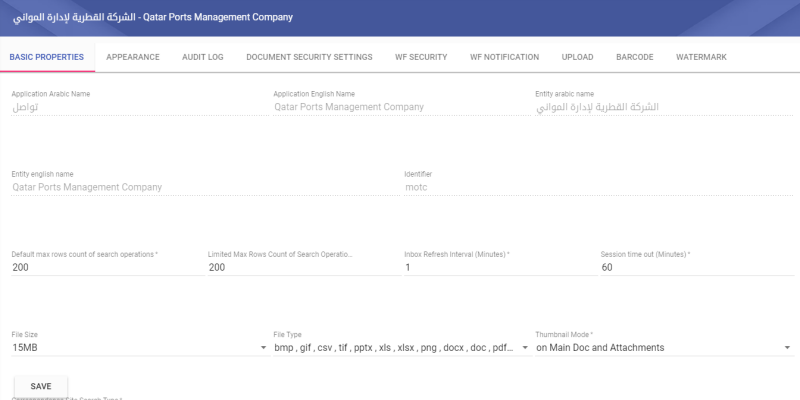 الشركة القطرية لإدارة المواني - Qatar Ports Management Company
BASIC PROPERTIES APPEARANCE AUDIT LOG DOCUMENT SECURITY SETTINGS WF SECURITY WF NOTIFICATION UPLOAD BARCODE WATERMARK
Application Arabic Name Application English Name Entity arabic name
تواصل Qatar Ports Management Company الشركة القطرية لإدارة المواني
Entity english name Identifier
Qatar Ports Management Company motc
Default max rows count of search operations * Limited Max Rows Count of Search Operatio... Inbox Refresh Interval (Minutes) * Session time out (Minutes) *
200 200 1 60
File Size File Type Thumbnail Mode *
15MB bmp , gif , csv , tif , pptx , xls , xlsx , png , docx , doc , pdf... on Main Doc and Attachments
SAVE